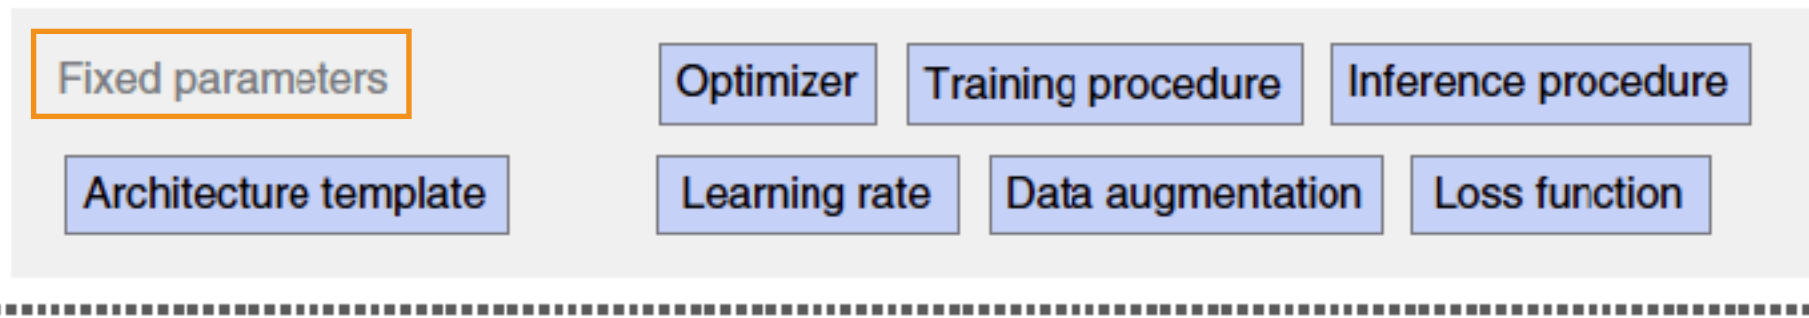 Fixed parameters
Optimizer
Training procedure
Inference procedure
Architecture template
Learning rate
Data augmentation
Loss function